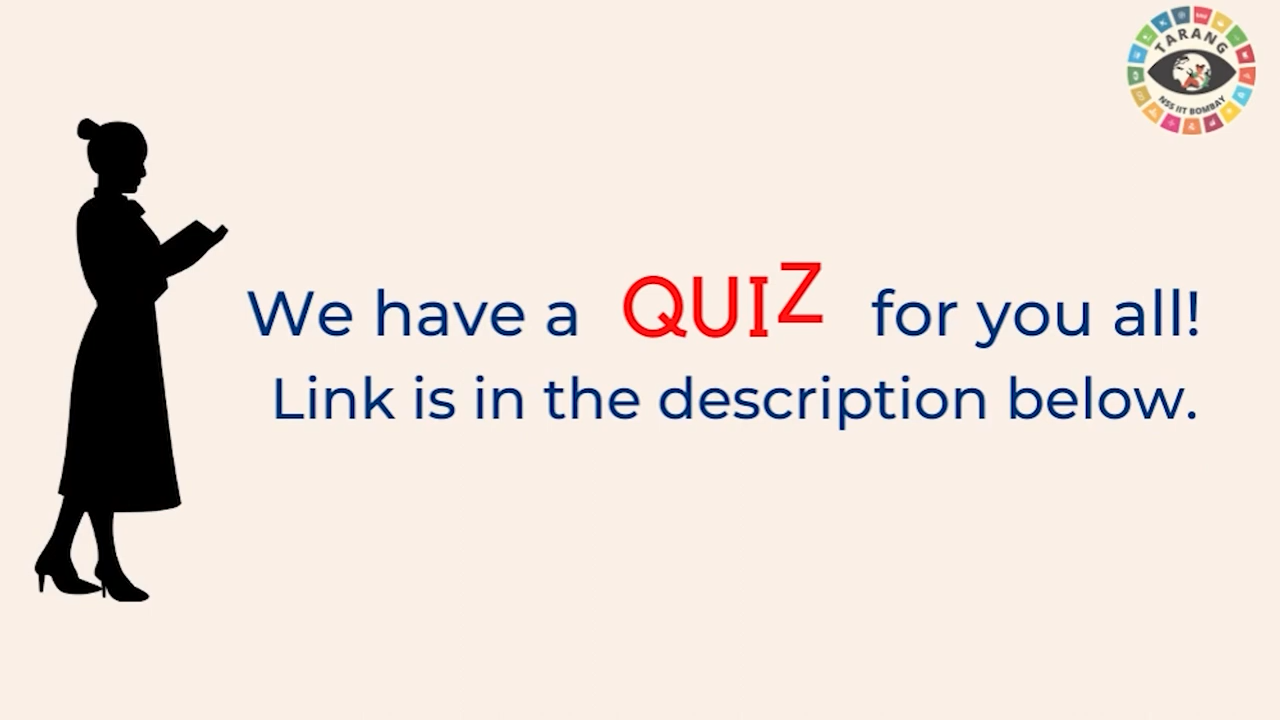 TARANG
NSS IIT BOMBAY
We have a QUIZ for you all!
Link is in the description below.